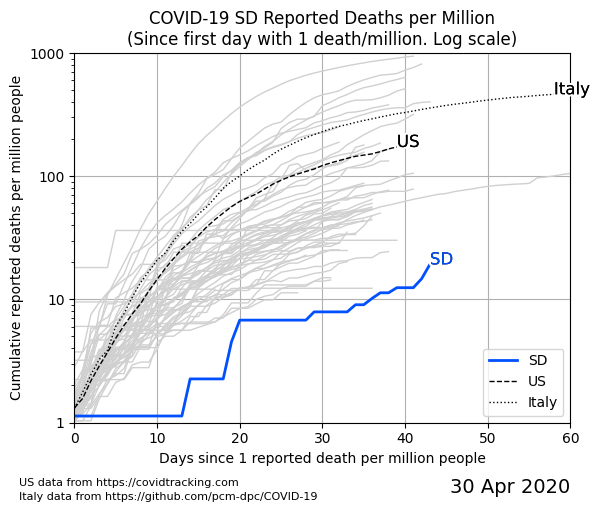 COVID-19 SD Reported Deaths per Million
(Since first day with 1 death/million. Log scale)
Cumulative reported deaths per million people
1000
100
10
1
Italy
US
SD
SD
US
Italy
0 10 20 30 40 50 60
Days since 1 reported death per million people
US data from https://covidtracking.com
Italy data from https://github.com/pcm-dpc/COVID-19
30 Apr 2020